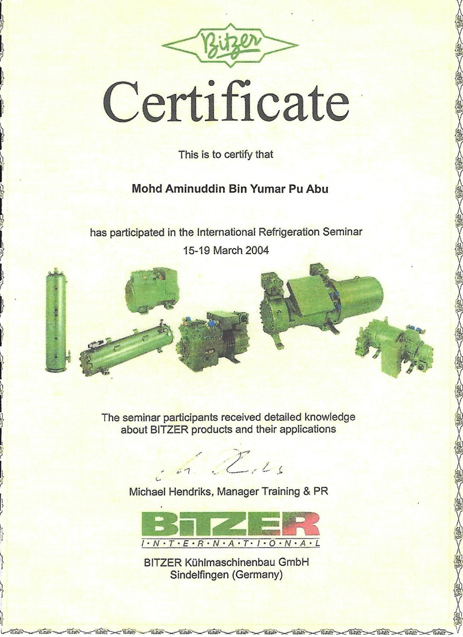 Bitzer
Certificate
This is to certify that
Mohd Aminuddin Bin Yumar Pu Abu
has participated in the International Refrigeration Seminar
15-19 March 2004
The seminar participants received detailed knowledge
about BITZER products and their applications
Michael Hendriks, Manager Training & PR
BITZER
I·N·T·E·R·N·A·T·I·O·N·A·L
BITZER Kühlmaschinenbau GmbH
Sindelfingen (Germany)